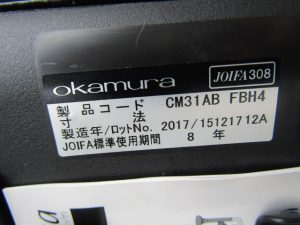 okamura JOIFA308
製品コード CM31AB FBH4
寸法
製造年/ロットNo. 2017/15121712A
JOIFA標準使用期間 8 年
a